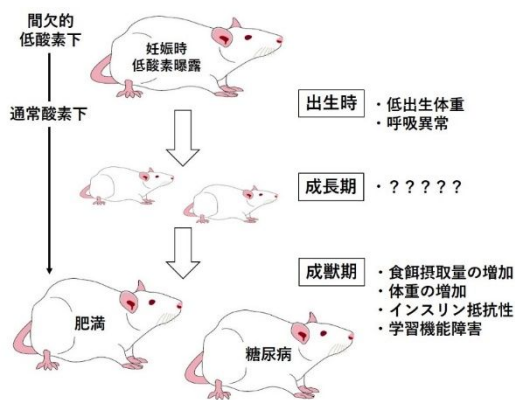 間欠的
低酸素下
通常酸素下
妊娠時
低酸素曝露
出生時
・低出生体重
・呼吸異常
成長期
・？？？？？
成獣期
・食餌摂取量の増加
・体重の増加
・インスリン抵抗性
・学習機能障害
肥満
糖尿病